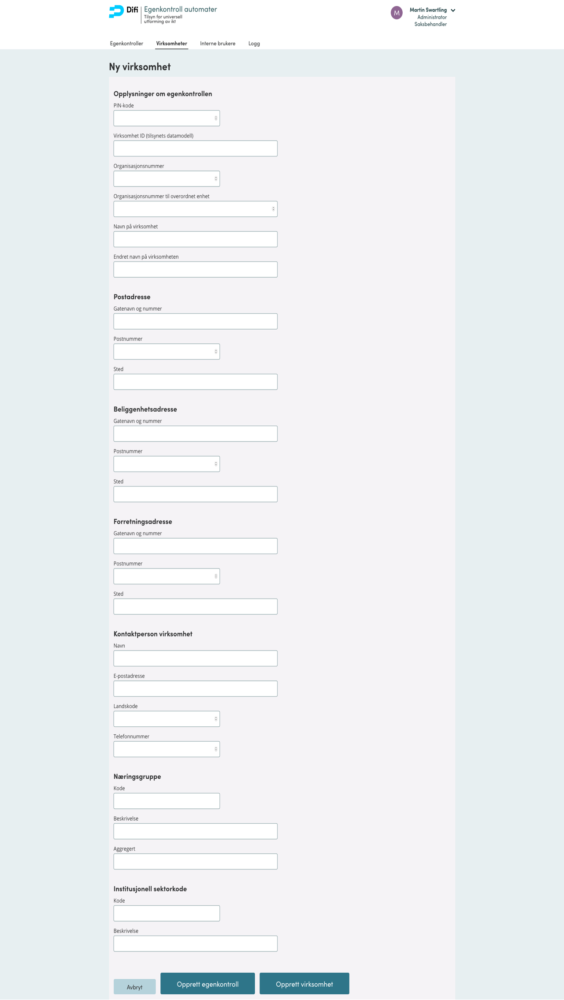 Difi
Egenkontroll automater
Tilsyn for universell
utforming av ikt
M
Martin Swartling
Administrator
Saksbehandler
Egenkontroller
Virksomheter
Interne brukere
Logg
Ny virksomhet
Opplysninger om egenkontrollen
PIN-kode
Virksomhet ID (tilsynets datamodell)
Organisasjonsnummer
Organisasjonsnummer til overordnet enhet
Navn på virksomhet
Endret navn på virksomheten
Postadresse
Gatenavn og nummer
Postnummer
Sted
Beliggenhetsadresse
Gatenavn og nummer
Postnummer
Sted
Forretningsadresse
Gatenavn og nummer
Postnummer
Sted
Kontaktperson virksomhet
Navn
E-postadresse
Landskode
Telefonnummer
Næringsgruppe
Kode
Beskrivelse
Aggregert
Institusjonell sektorkode
Kode
Beskrivelse
Avbryt
Opprett egenkontroll
Opprett virksomhet